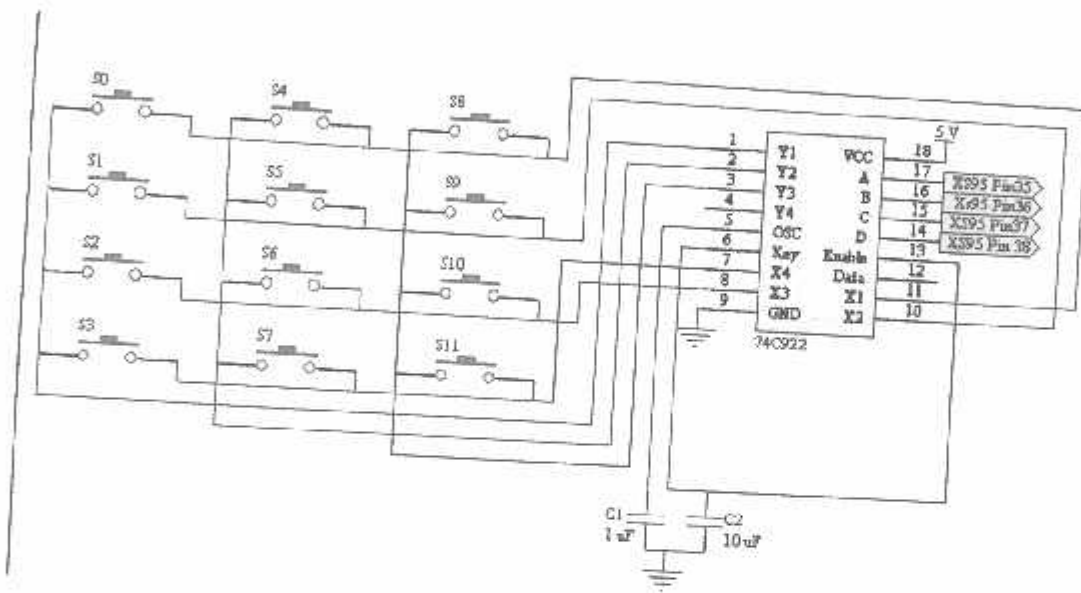 S0
S4
S8
S1
S5
S9
S2
S6
S10
S3
S7
S11
5 V
1 Y1 VCC 18
2 Y2 A 17 XS95 Pin35
3 Y3 B 16 XS95 Pin36
4 Y4 C 15 XS95 Pin37
5 OSC D 14 XS95 Pin 38
6 Key Enable 13
7 X4 Data 12
8 X3 X1 11
9 GND X2 10
74C922
C1
1 uF
C2
10 uF